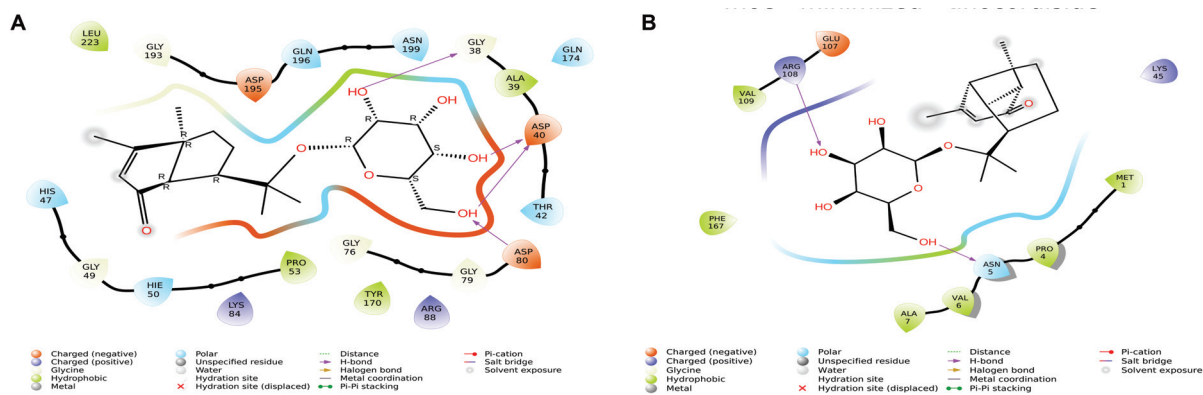 A
LEU
223
GLY
193
ASP
195
GLN
196
ASN
199
GLY
38
GLN
174
ALA
39
ASP
40
THR
42
HO
OH
R
R
OH
R
S
OH
S
O
O
OH
R
R
R
R
O
HIS
47
GLY
49
HIE
50
PRO
53
LYS
84
GLY
76
TYR
170
GLY
79
ARG
88
ASP
80
Charged (negative)
Charged (positive)
Glycine
Hydrophobic
Metal
Polar
Unspecified residue
Water
Hydration site
Hydration site (displaced)
Distance
H-bond
Halogen bond
Metal coordination
Pi-Pi stacking
Pi-cation
Salt bridge
Solvent exposure
B
GLU
107
ARG
108
VAL
109
LYS
45
O
HO
HO
HO
O
O
OH
PHE
167
MET
1
PRO
4
ASN
5
VAL
6
ALA
7
Charged (negative)
Charged (positive)
Glycine
Hydrophobic
Metal
Polar
Unspecified residue
Water
Hydration site
Hydration site (displaced)
Distance
H-bond
Halogen bond
Metal coordination
Pi-Pi stacking
Pi-cation
Salt bridge
Solvent exposure